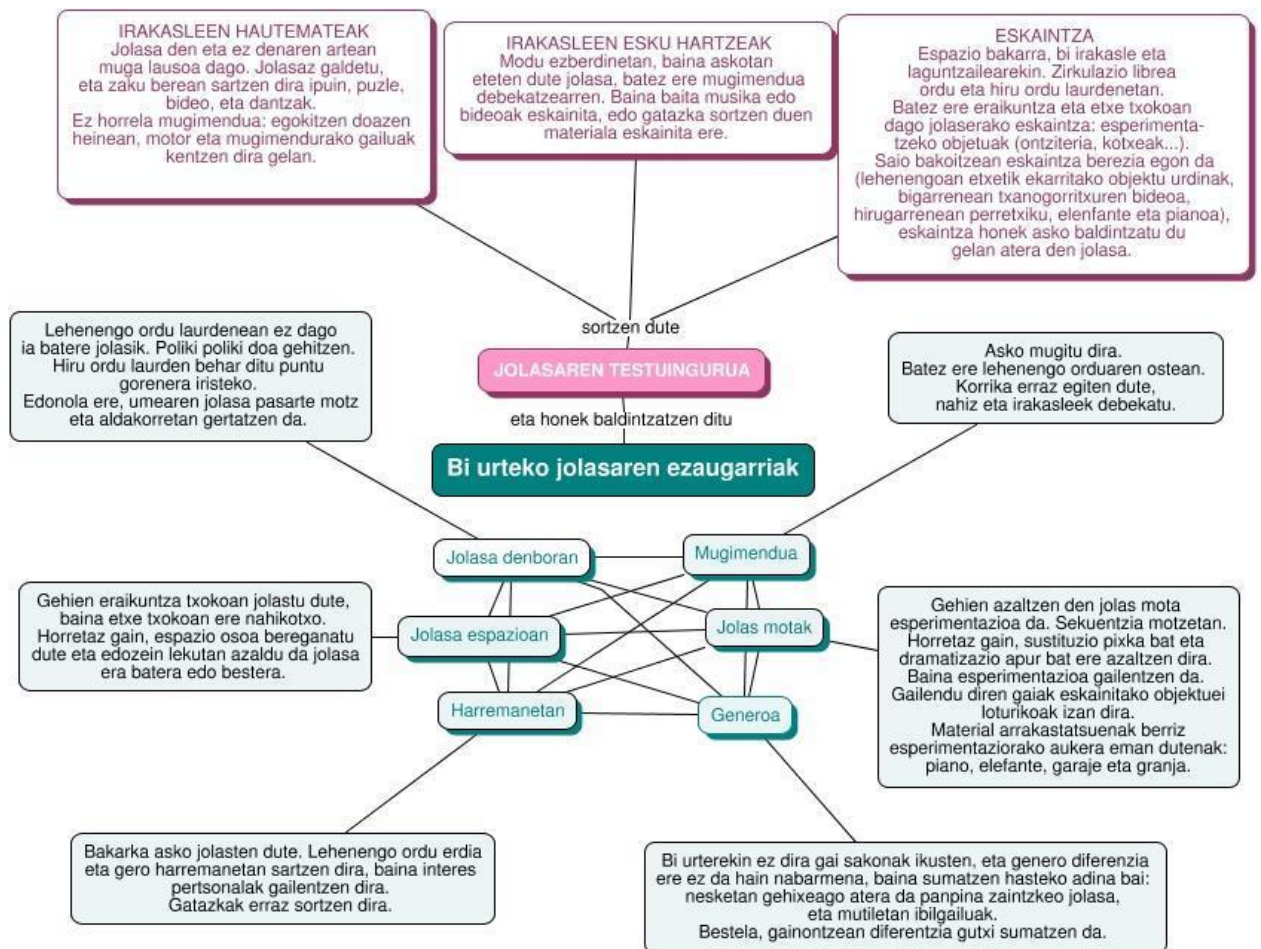 IRAKASLEEN HAUTEMATEAK
Jolasa den eta ez denaren artean
muga lausoa dago. Jolasaz galdetu,
eta zaku berean sartzen dira ipuin, puzle,
bideo, eta dantzak.
Ez horrela mugimendua: egokitzen doazen
heinean, motor eta mugimendurako gailuak
kentzen dira gelan.
IRAKASLEEN ESKU HARTZEAK
Modu ezberdinetan, baina askotan
eteten dute jolasa, batez ere mugimendua
debekatzearren. Baina baita musika edo
bideoak eskainita, edo gatazka sortzen duen
materiala eskainita ere.
ESKAINTZA
Espazio bakarra, bi irakasle eta
laguntzailearekin. Zirkulazio librea
ordu eta hiru ordu laurdenetan.
Batez ere eraikuntza eta etxe txokoan
dago jolaserako eskaintza: esperimenta-
tzeko objetuak (ontziteria, kotxeak...).
Saio bakoitzean eskaintza berezia egon da
(lehenengoan etxetik ekarritako objektu urdinak,
bigarrenean txanogorritxuren bideoa,
hirugarrenean perretxiku, elenfante eta pianoa),
eskaintza honek asko baldintzatu du
gelan atera den jolasa.
sortzen dute
JOLASAREN TESTUINGURUA
eta honek baldintzatzen ditu
Bi urteko jolasaren ezaugarriak
Lehenengo ordu laurdenean ez dago
ia batere jolasik. Poliki poliki doa gehitzen.
Hiru ordu laurden behar ditu puntu
gorenera iristeko.
Edonola ere, umearen jolasa pasarte motz
eta aldakorretan gertatzen da.
Asko mugitu dira.
Batez ere lehenengo orduaren ostean.
Korrika erraz egiten dute,
nahiz eta irakasleek debekatu.
Jolasa denboran
Mugimendua
Jolasa espazioan
Jolas motak
Harremanetan
Generoa
Gehien eraikuntza txokoan jolastu dute,
baina etxe txokoan ere nahikotxo.
Horretaz gain, espazio osoa bereganatu
dute eta edozein lekutan azaldu da jolasa
era batera edo bestera.
Gehien azaltzen den jolas mota
esperimentazioa da. Sekuentzia motzetan.
Horretaz gain, sustituzio pixka bat eta
dramatizazio apur bat ere azaltzen dira.
Baina esperimentazioa gailentzen da.
Gailendu diren gaiak eskainitako objektuei
loturikoak izan dira.
Material arrakastatsuenak berriz
esperimentaziorako aukera eman dutenak:
piano, elefante, garaje eta granja.
Bakarka asko jolasten dute. Lehenengo ordu erdia
eta gero harremanetan sartzen dira, baina interes
pertsonalak gailentzen dira.
Gatazkak erraz sortzen dira.
Bi urterekin ez dira gai sakonak ikusten, eta genero diferenzia
ere ez da hain nabarmena, baina sumatzen hasteko adina bai:
nesketan gehixeago atera da panpina zaintzkeo jolasa,
eta mutiletan ibilgailuak.
Bestela, gainontzean diferentzia gutxi sumatzen da.